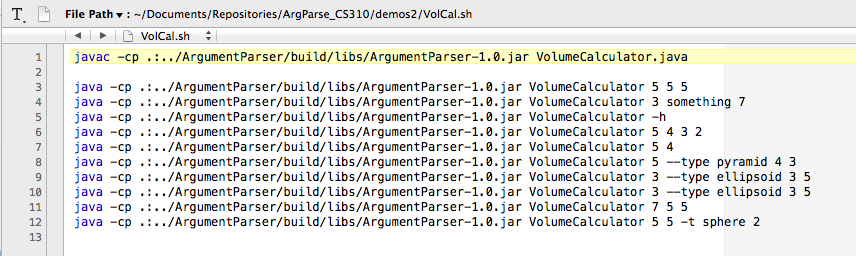 File Path ▾ : ~/Documents/Repositories/ArgParse_CS310/demos2/VolCal.sh
VolCal.sh
1 javac -cp .:../ArgumentParser/build/libs/ArgumentParser-1.0.jar VolumeCalculator.java
2
3 java -cp .:../ArgumentParser/build/libs/ArgumentParser-1.0.jar VolumeCalculator 5 5 5
4 java -cp .:../ArgumentParser/build/libs/ArgumentParser-1.0.jar VolumeCalculator 3 something 7
5 java -cp .:../ArgumentParser/build/libs/ArgumentParser-1.0.jar VolumeCalculator -h
6 java -cp .:../ArgumentParser/build/libs/ArgumentParser-1.0.jar VolumeCalculator 5 4 3 2
7 java -cp .:../ArgumentParser/build/libs/ArgumentParser-1.0.jar VolumeCalculator 5 4
8 java -cp .:../ArgumentParser/build/libs/ArgumentParser-1.0.jar VolumeCalculator 5 --type pyramid 4 3
9 java -cp .:../ArgumentParser/build/libs/ArgumentParser-1.0.jar VolumeCalculator 3 --type ellipsoid 3 5
10 java -cp .:../ArgumentParser/build/libs/ArgumentParser-1.0.jar VolumeCalculator 3 --type ellipsoid 3 5
11 java -cp .:../ArgumentParser/build/libs/ArgumentParser-1.0.jar VolumeCalculator 7 5 5
12 java -cp .:../ArgumentParser/build/libs/ArgumentParser-1.0.jar VolumeCalculator 5 5 -t sphere 2
13